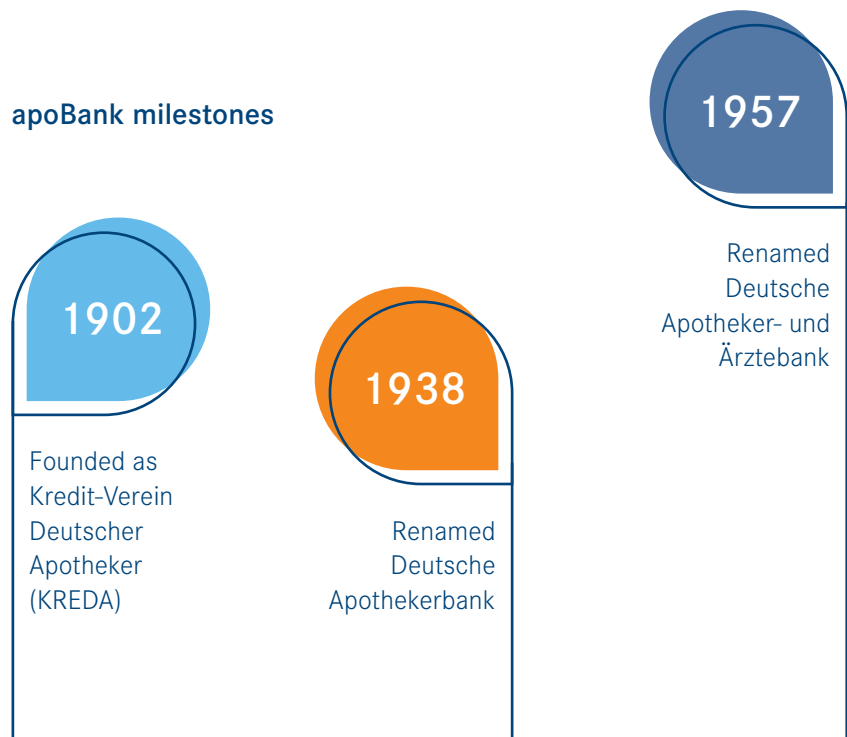 apoBank milestones
1902
Founded as
Kredit-Verein
Deutscher
Apotheker
(KREDA)
1938
Renamed
Deutsche
Apothekerbank
1957
Renamed
Deutsche
Apotheker- und
Ärztebank